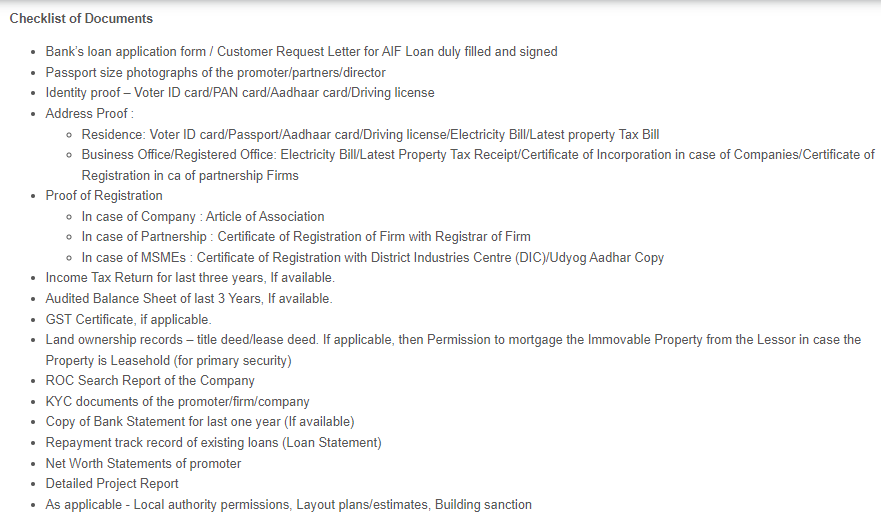 Checklist of Documents
Bank's loan application form / Customer Request Letter for AIF Loan duly filled and signed
Passport size photographs of the promoter/partners/director
Identity proof – Voter ID card/PAN card/Aadhaar card/Driving license
Address Proof :
Residence: Voter ID card/Passport/Aadhaar card/Driving license/Electricity Bill/Latest property Tax Bill
Business Office/Registered Office: Electricity Bill/Latest Property Tax Receipt/Certificate of Incorporation in case of Companies/Certificate of
Registration in ca of partnership Firms
Proof of Registration
In case of Company : Article of Association
In case of Partnership : Certificate of Registration of Firm with Registrar of Firm
In case of MSMEs : Certificate of Registration with District Industries Centre (DIC)/Udyog Aadhar Copy
Income Tax Return for last three years, If available.
Audited Balance Sheet of last 3 Years, If available.
GST Certificate, if applicable.
Land ownership records – title deed/lease deed. If applicable, then Permission to mortgage the Immovable Property from the Lessor in case the
Property is Leasehold (for primary security)
ROC Search Report of the Company
KYC documents of the promoter/firm/company
Copy of Bank Statement for last one year (If available)
Repayment track record of existing loans (Loan Statement)
Net Worth Statements of promoter
Detailed Project Report
As applicable - Local authority permissions, Layout plans/estimates, Building sanction